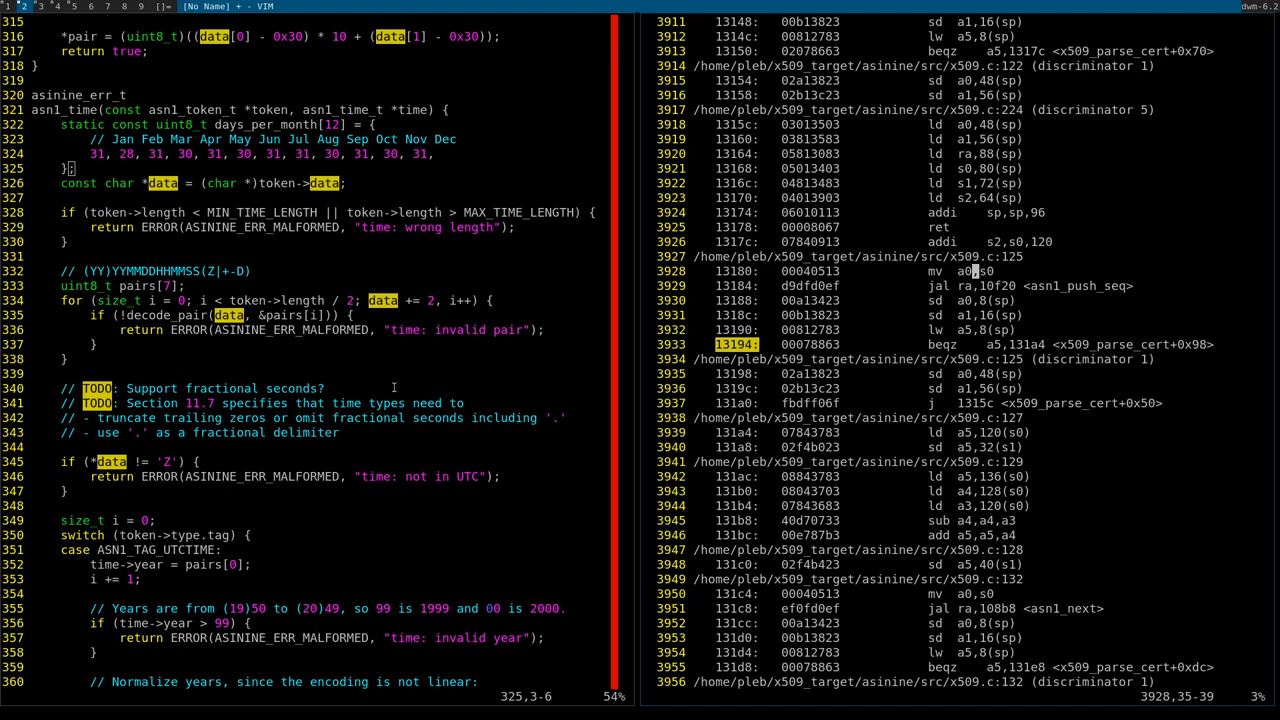 1 2 3 4 5 6 7 8 9 []= [No Name] + - VIM dwm-6.2
315
316 *pair = (uint8_t)((data[0] - 0x30) * 10 + (data[1] - 0x30));
317 return true;
318 }
319
320 asinine_err_t
321 asn1_time(const asn1_token_t *token, asn1_time_t *time) {
322 static const uint8_t days_per_month[12] = {
323 // Jan Feb Mar Apr May Jun Jul Aug Sep Oct Nov Dec
324 31, 28, 31, 30, 31, 30, 31, 31, 30, 31, 30, 31,
325 };
326 const char *data = (char *)token->data;
327
328 if (token->length < MIN_TIME_LENGTH || token->length > MAX_TIME_LENGTH) {
329 return ERROR(ASININE_ERR_MALFORMED, "time: wrong length");
330 }
331
332 // (YY)YYMMDDHHMMSS(Z|+-D)
333 uint8_t pairs[7];
334 for (size_t i = 0; i < token->length / 2; data += 2, i++) {
335 if (!decode_pair(data, &pairs[i])) {
336 return ERROR(ASININE_ERR_MALFORMED, "time: invalid pair");
337 }
338 }
339
340 // TODO: Support fractional seconds?
341 // TODO: Section 11.7 specifies that time types need to
342 // - truncate trailing zeros or omit fractional seconds including '.'
343 // - use '.' as a fractional delimiter
344
345 if (*data != 'Z') {
346 return ERROR(ASININE_ERR_MALFORMED, "time: not in UTC");
347 }
348
349 size_t i = 0;
350 switch (token->type.tag) {
351 case ASN1_TAG_UTCTIME:
352 time->year = pairs[0];
353 i += 1;
354
355 // Years are from (19)50 to (20)49, so 99 is 1999 and 00 is 2000.
356 if (time->year > 99) {
357 return ERROR(ASININE_ERR_MALFORMED, "time: invalid year");
358 }
359
360 // Normalize years, since the encoding is not linear:
325,3-6 54%
3911 13148: 00b13823 sd a1,16(sp)
3912 1314c: 00812783 lw a5,8(sp)
3913 13150: 02078663 beqz a5,1317c <x509_parse_cert+0x70>
3914 /home/pleb/x509_target/asinine/src/x509.c:122 (discriminator 1)
3915 13154: 02a13823 sd a0,48(sp)
3916 13158: 02b13c23 sd a1,56(sp)
3917 /home/pleb/x509_target/asinine/src/x509.c:224 (discriminator 5)
3918 1315c: 03013503 ld a0,48(sp)
3919 13160: 03813583 ld a1,56(sp)
3920 13164: 05813083 ld ra,88(sp)
3921 13168: 05013403 ld s0,80(sp)
3922 1316c: 04813483 ld s1,72(sp)
3923 13170: 04013903 ld s2,64(sp)
3924 13174: 06010113 addi sp,sp,96
3925 13178: 00008067 ret
3926 1317c: 07840913 addi s2,s0,120
3927 /home/pleb/x509_target/asinine/src/x509.c:125
3928 13180: 00040513 mv a0,s0
3929 13184: d9dfd0ef jal ra,10f20 <asn1_push_seq>
3930 13188: 00a13423 sd a0,8(sp)
3931 1318c: 00b13823 sd a1,16(sp)
3932 13190: 00812783 lw a5,8(sp)
3933 13194: 00078863 beqz a5,131a4 <x509_parse_cert+0x98>
3934 /home/pleb/x509_target/asinine/src/x509.c:125 (discriminator 1)
3935 13198: 02a13823 sd a0,48(sp)
3936 1319c: 02b13c23 sd a1,56(sp)
3937 131a0: fbdff06f j 1315c <x509_parse_cert+0x50>
3938 /home/pleb/x509_target/asinine/src/x509.c:127
3939 131a4: 07843783 ld a5,120(s0)
3940 131a8: 02f4b023 sd a5,32(s1)
3941 /home/pleb/x509_target/asinine/src/x509.c:129
3942 131ac: 08843783 ld a5,136(s0)
3943 131b0: 08043703 ld a4,128(s0)
3944 131b4: 07843683 ld a3,120(s0)
3945 131b8: 40d70733 sub a4,a4,a3
3946 131bc: 00e787b3 add a5,a5,a4
3947 /home/pleb/x509_target/asinine/src/x509.c:128
3948 131c0: 02f4b423 sd a5,40(s1)
3949 /home/pleb/x509_target/asinine/src/x509.c:132
3950 131c4: 00040513 mv a0,s0
3951 131c8: ef0fd0ef jal ra,108b8 <asn1_next>
3952 131cc: 00a13423 sd a0,8(sp)
3953 131d0: 00b13823 sd a1,16(sp)
3954 131d4: 00812783 lw a5,8(sp)
3955 131d8: 00078863 beqz a5,131e8 <x509_parse_cert+0xdc>
3956 /home/pleb/x509_target/asinine/src/x509.c:132 (discriminator 1)
3928,35-39 3%